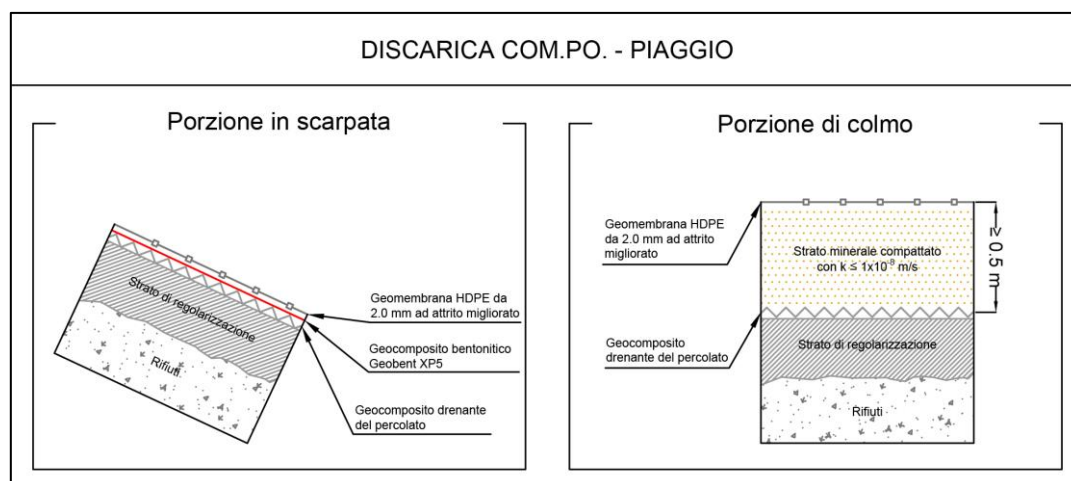 DISCARICA COM.PO. - PIAGGIO
Porzione in scarpata
Strato di regolarizzazione
Rifiuti
Geomembrana HDPE da
2.0 mm ad attrito migliorato
Geocomposito bentonitico
Geobent XP5
Geocomposito drenante
del percolato
Porzione di colmo
Geomembrana HDPE
da 2.0 mm ad attrito
migliorato
Strato minerale compattato
con k ≤ 1x10⁻⁸ m/s
≥ 0.5 m
Geocomposito
drenante del percolato
Strato di regolarizzazione
Rifiuti